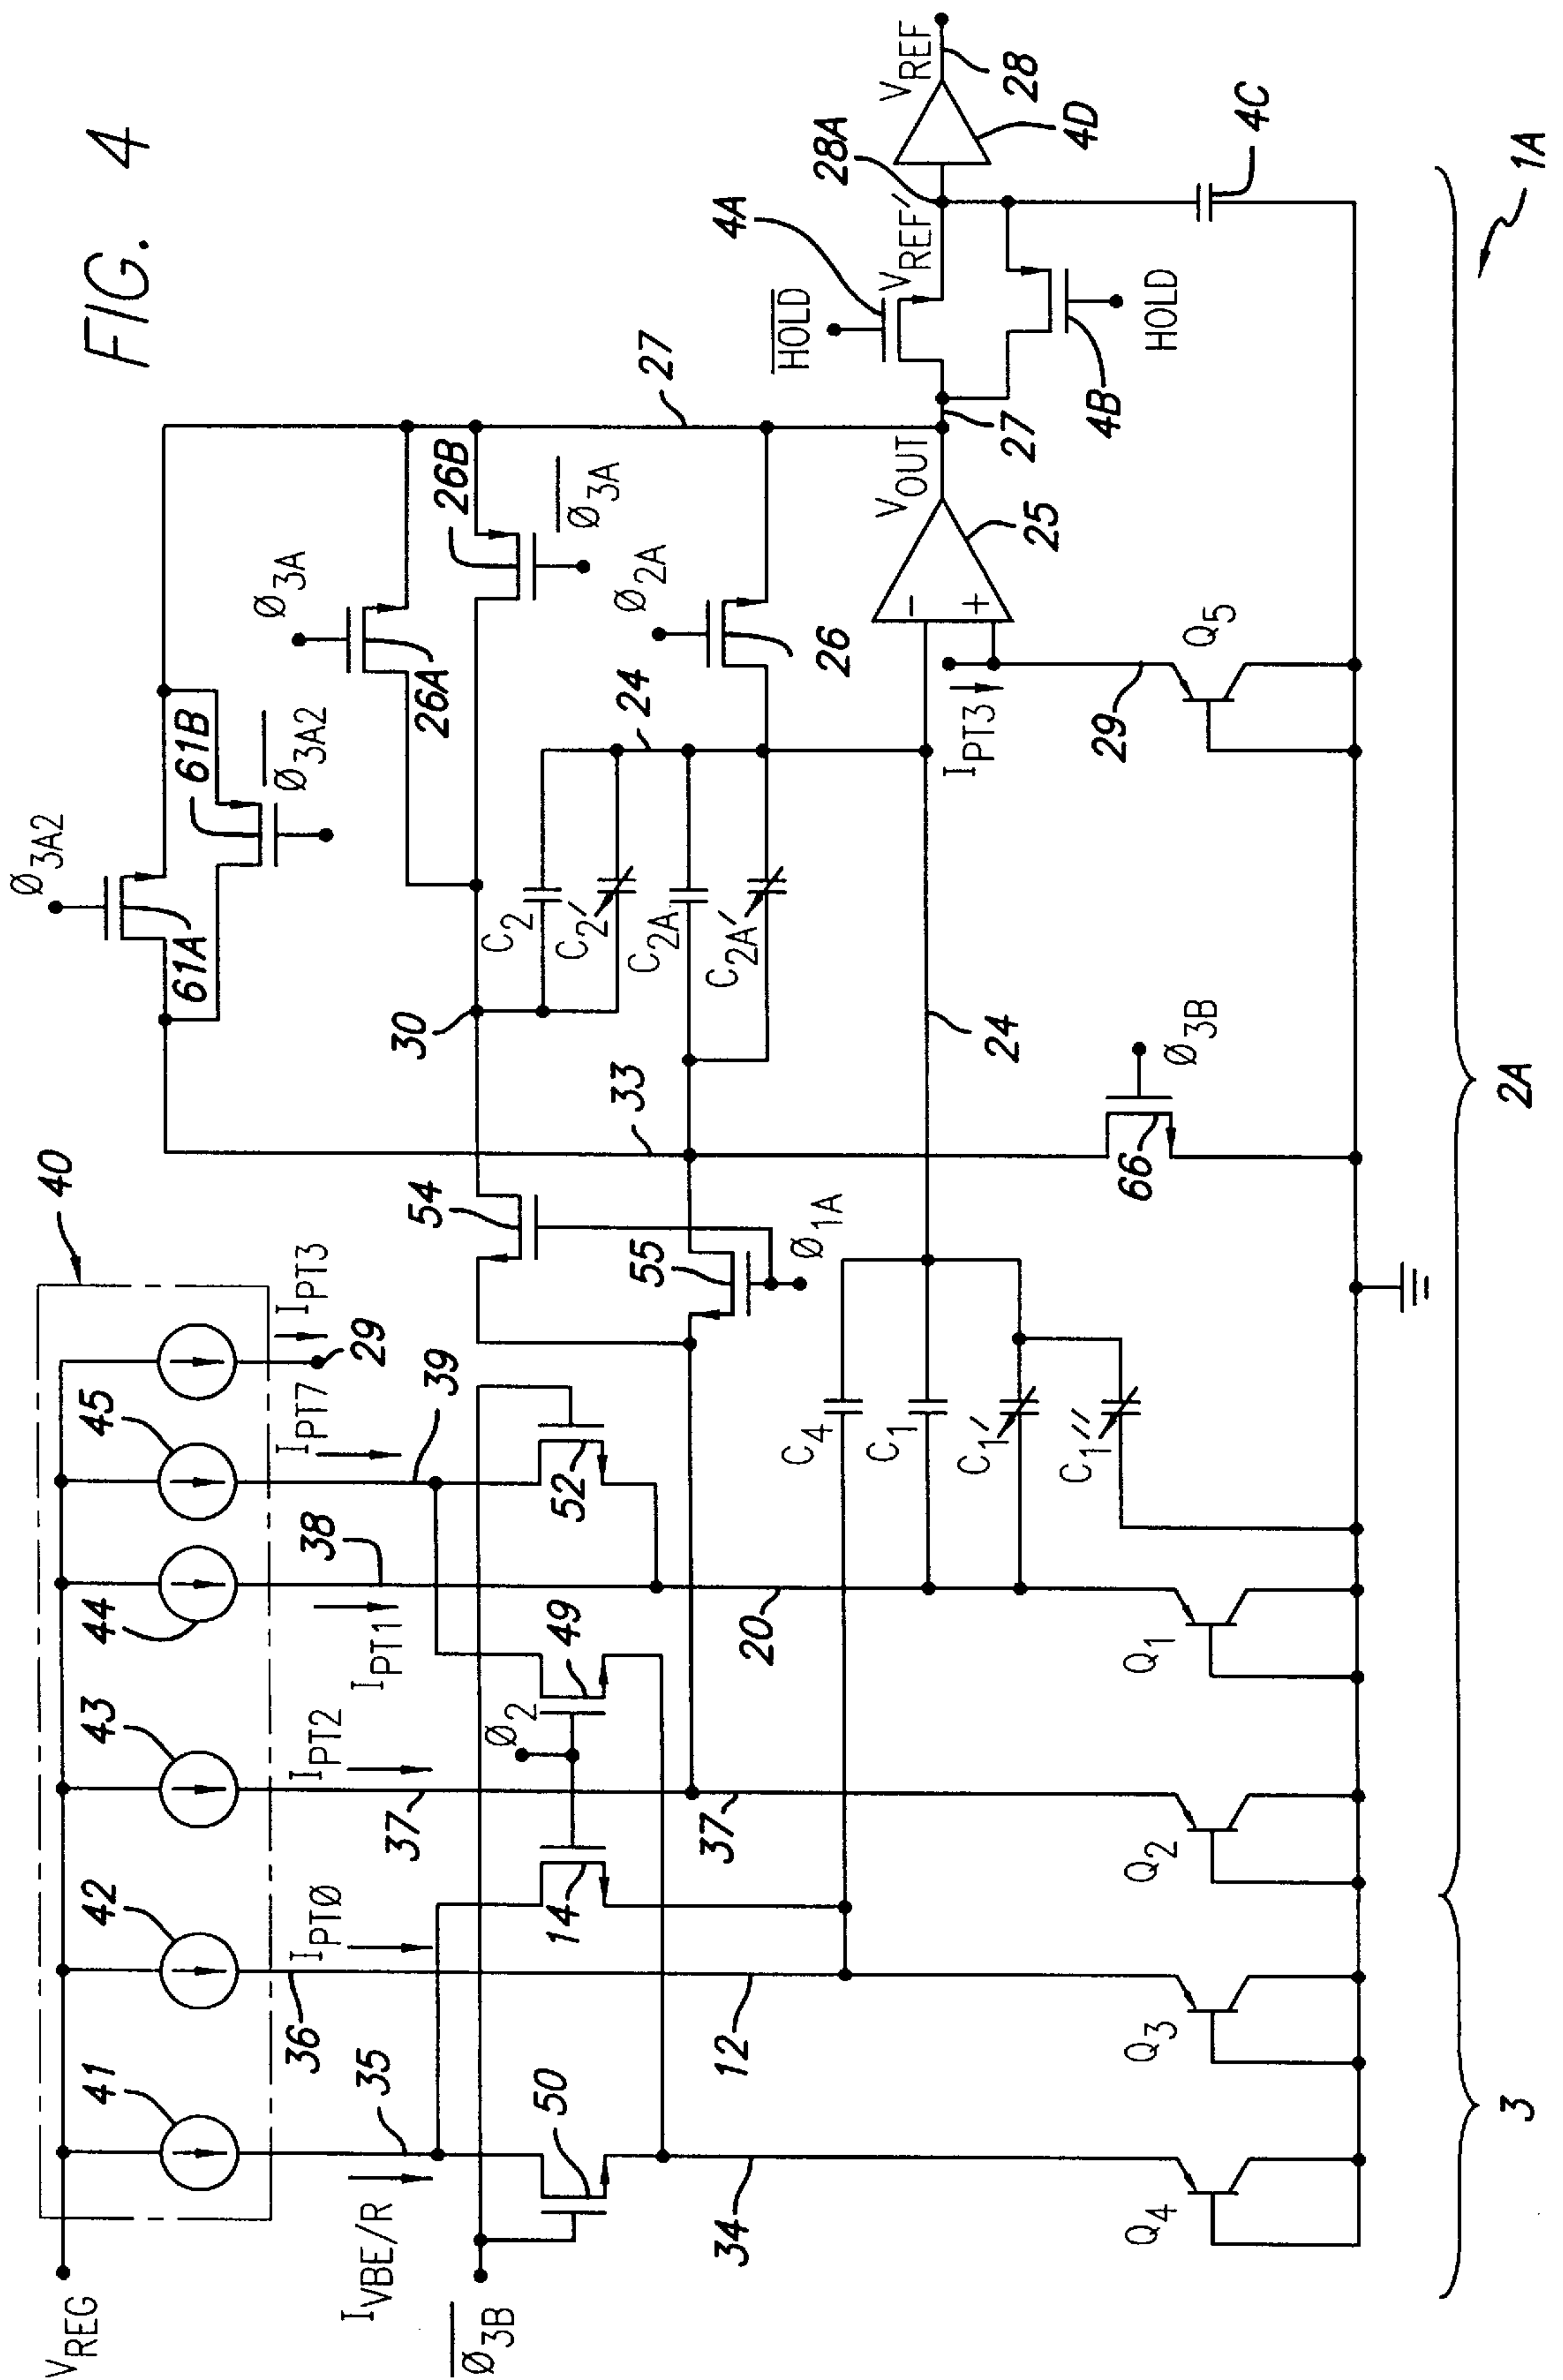 FIG. 4
40
V_REG
41
42
43
44
45
I_VBE/R
35
36
I_PTØ
37
I_PT2
I_PT1
38
I_PT7
39
I_PT3
29
Ø_3A2
61A
61B
\overline{Ø_3A2}
Ø_3A
26A
26B
\overline{Ø_3A}
27
\overline{Ø_3B}
50
14
Ø_2
49
52
54
55
Ø_1A
30
33
C_2
C_2'
C_2A
C_2A'
24
Ø_2A
26
34
12
37
20
C_4
C_1
C_1'
C_1''
24
66
Ø_3B
-
+
25
V_OUT
27
I_PT3
29
\overline{HOLD}
4A
V_REF'
28A
V_REF
28
4D
4B
HOLD
4C
Q_4
Q_3
Q_2
Q_1
Q_5
3
2A
1A